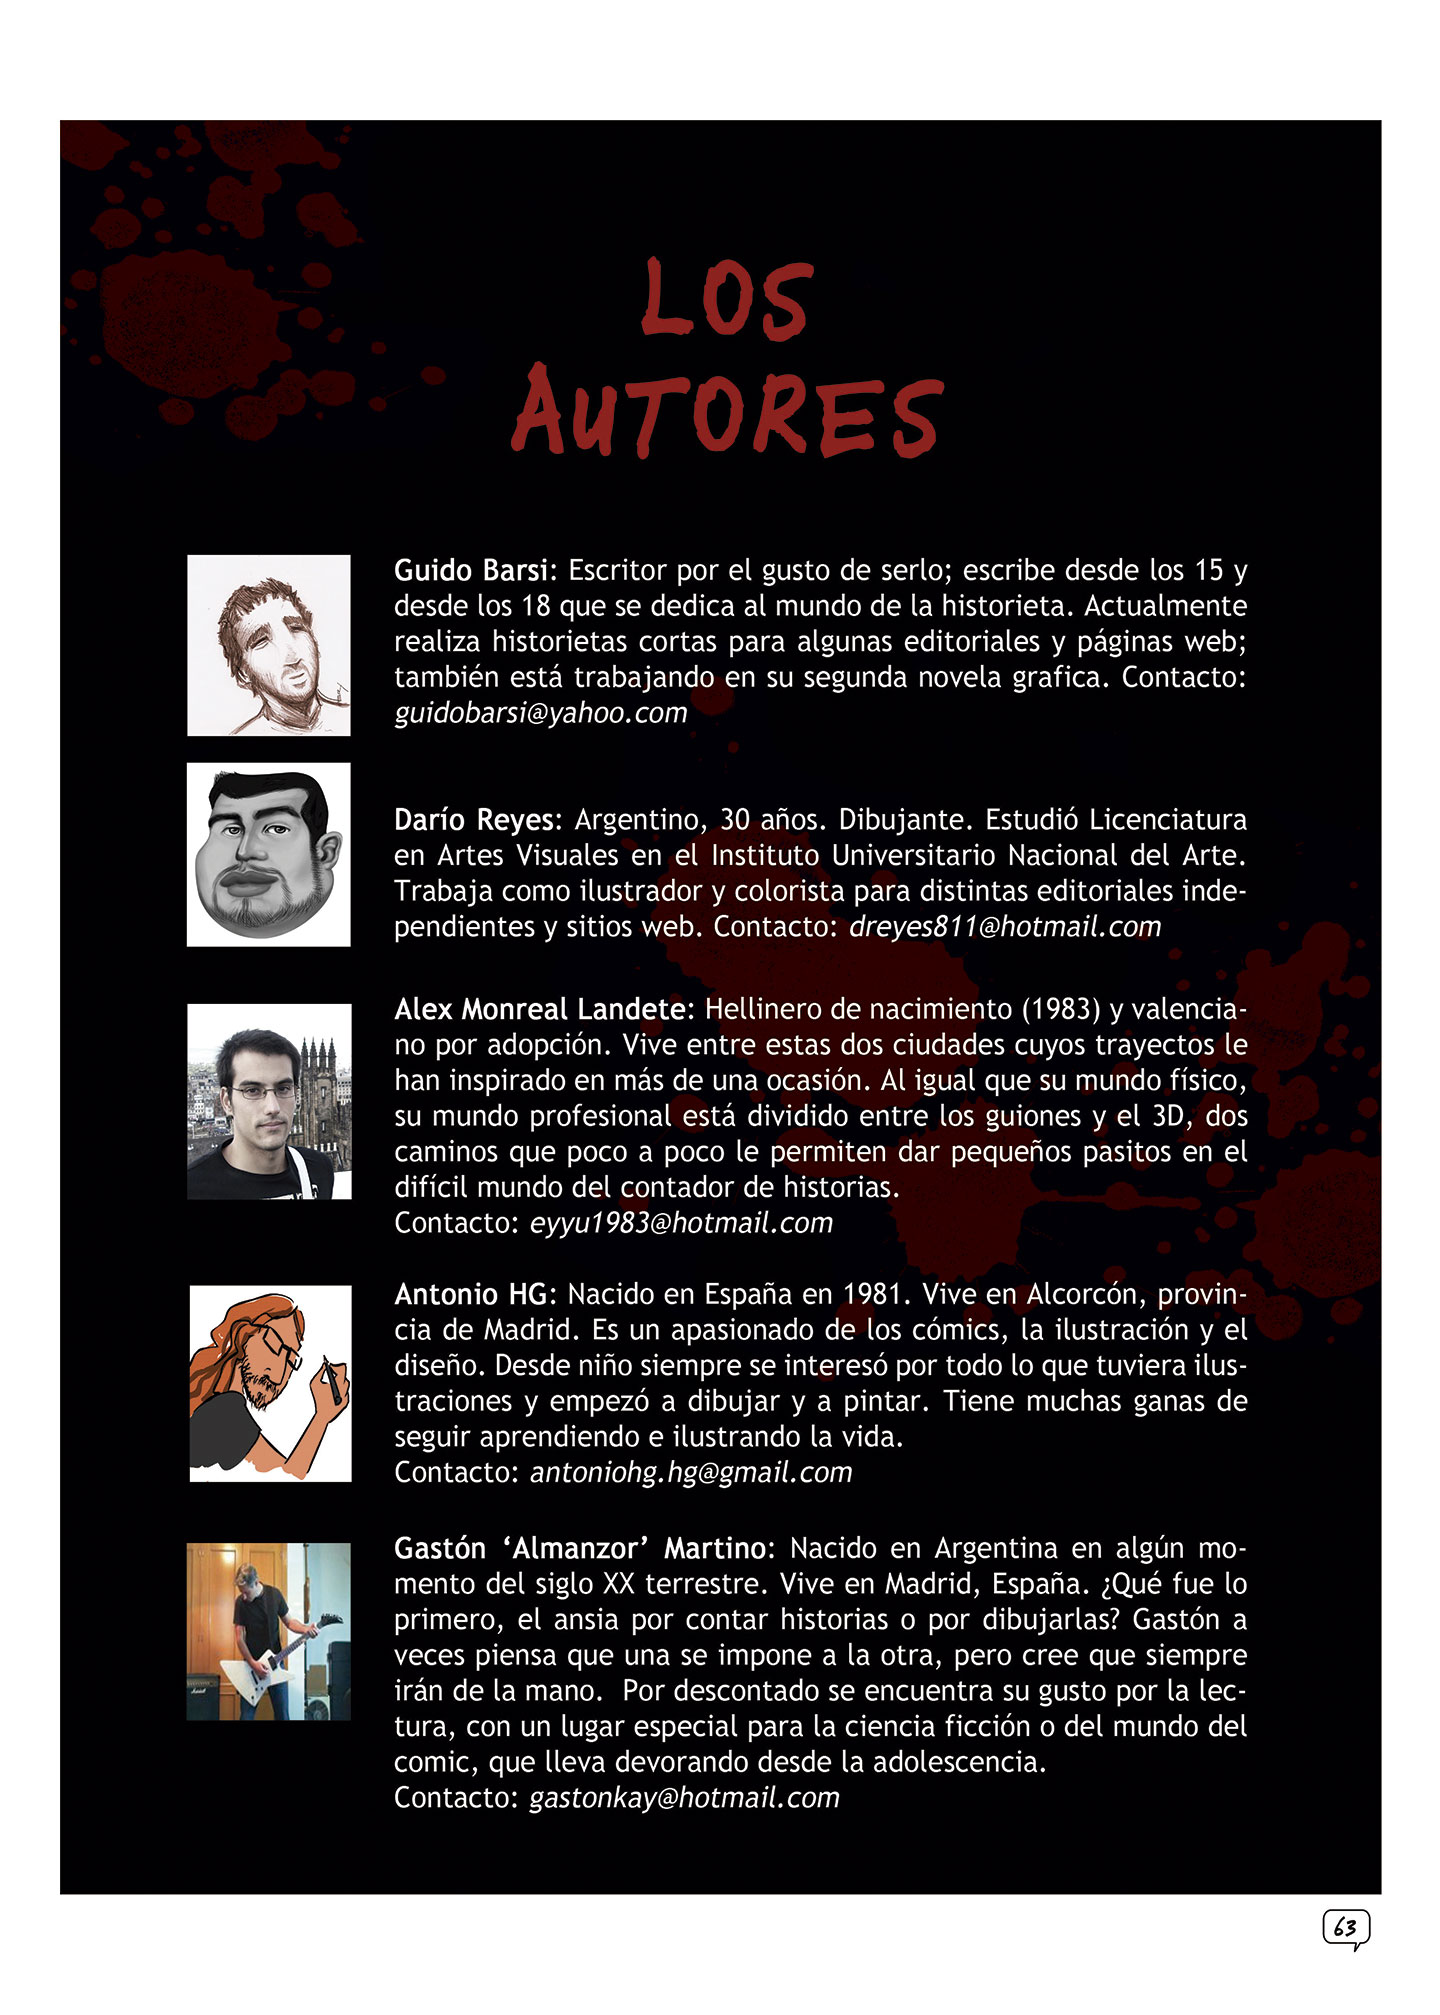 LOS
AUTORES
Guido Barsi: Escritor por el gusto de serlo; escribe desde los 15 y
desde los 18 que se dedica al mundo de la historieta. Actualmente
realiza historietas cortas para algunas editoriales y páginas web;
también está trabajando en su segunda novela grafica. Contacto:
guidobarsi@yahoo.com
Darío Reyes: Argentino, 30 años. Dibujante. Estudió Licenciatura
en Artes Visuales en el Instituto Universitario Nacional del Arte.
Trabaja como ilustrador y colorista para distintas editoriales inde-
pendientes y sitios web. Contacto: dreyes811@hotmail.com
Alex Monreal Landete: Hellinero de nacimiento (1983) y valencia-
no por adopción. Vive entre estas dos ciudades cuyos trayectos le
han inspirado en más de una ocasión. Al igual que su mundo físico,
su mundo profesional está dividido entre los guiones y el 3D, dos
caminos que poco a poco le permiten dar pequeños pasitos en el
difícil mundo del contador de historias.
Contacto: eyyu1983@hotmail.com
Antonio HG: Nacido en España en 1981. Vive en Alcorcón, provin-
cia de Madrid. Es un apasionado de los cómics, la ilustración y el
diseño. Desde niño siempre se interesó por todo lo que tuviera ilus-
traciones y empezó a dibujar y a pintar. Tiene muchas ganas de
seguir aprendiendo e ilustrando la vida.
Contacto: antoniohg.hg@gmail.com
Gastón ‘Almanzor’ Martino: Nacido en Argentina en algún mo-
mento del siglo XX terrestre. Vive en Madrid, España. ¿Qué fue lo
primero, el ansia por contar historias o por dibujarlas? Gastón a
veces piensa que una se impone a la otra, pero cree que siempre
irán de la mano.  Por descontado se encuentra su gusto por la lec-
tura, con un lugar especial para la ciencia ficción o del mundo del
comic, que lleva devorando desde la adolescencia.
Contacto: gastonkay@hotmail.com
63